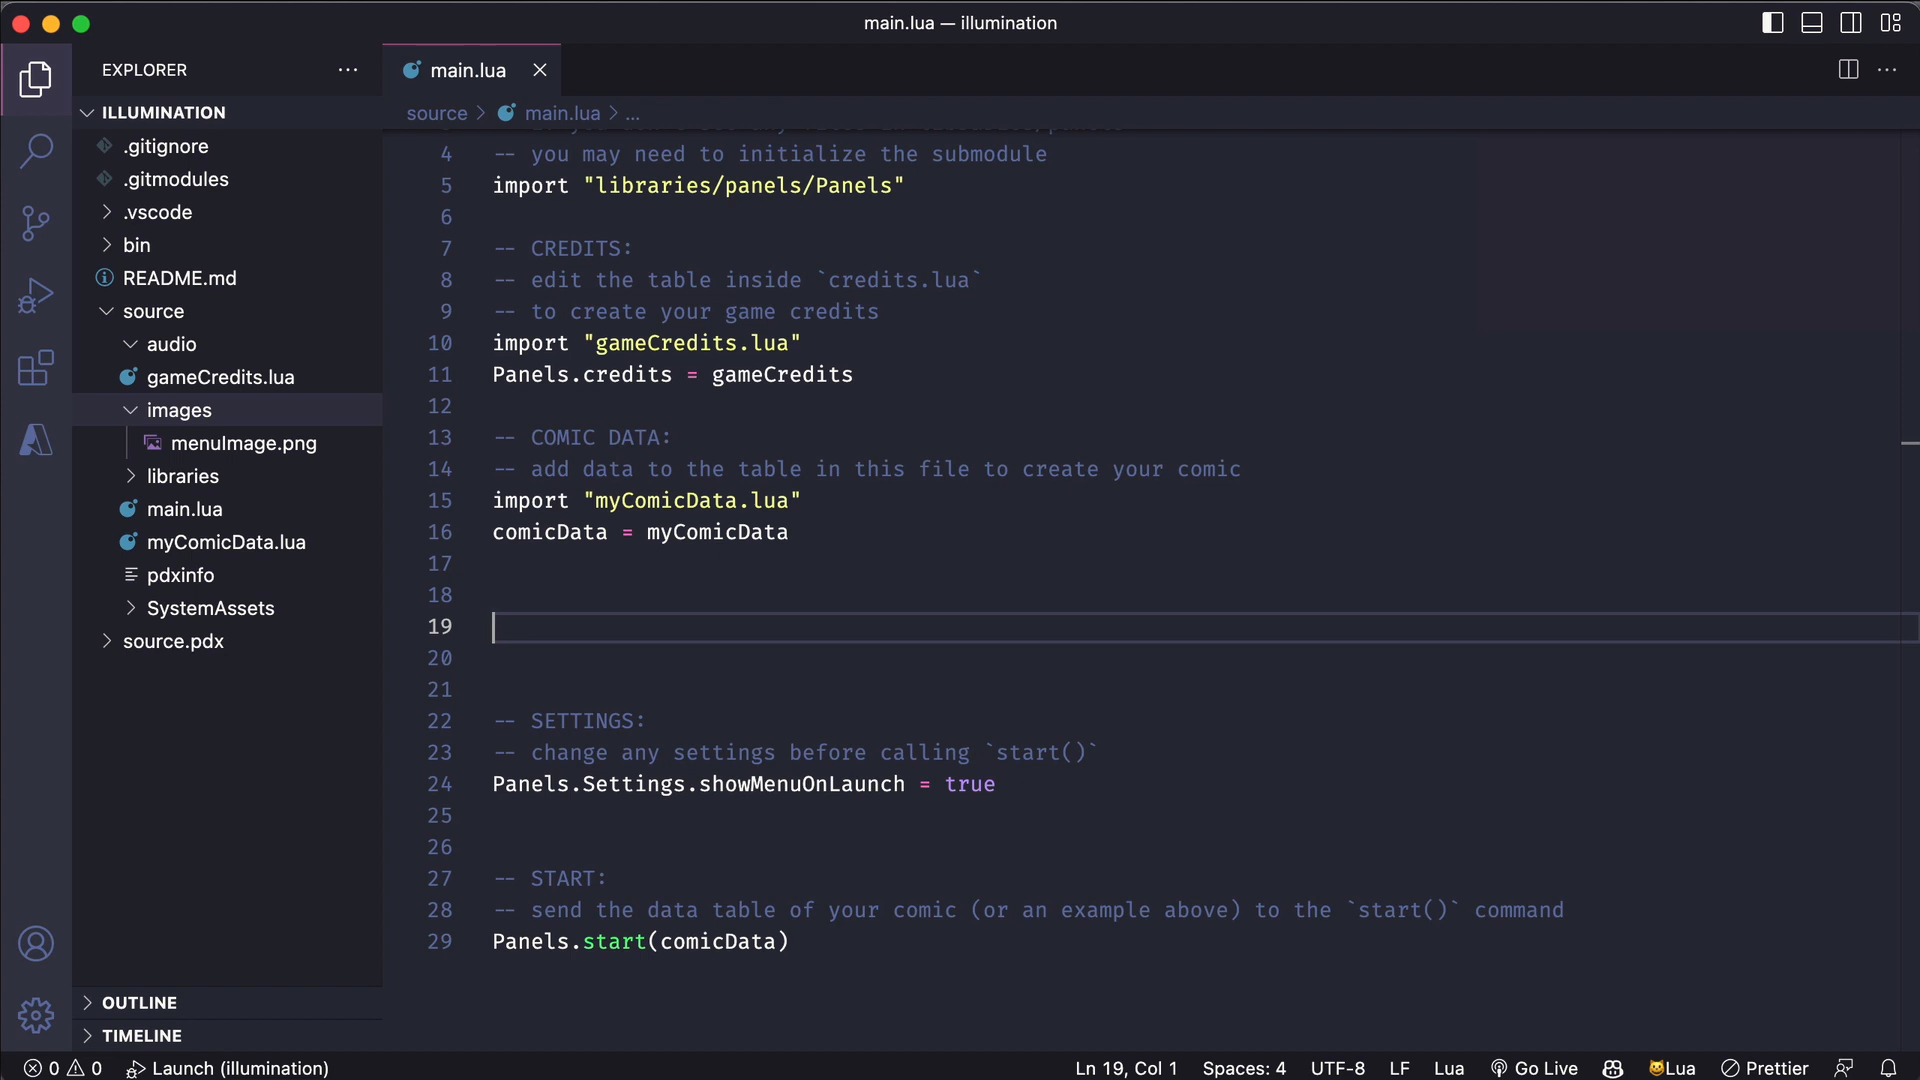 main.lua — illumination
EXPLORER
main.lua
ILLUMINATION
source
main.lua
...
.gitignore
.gitmodules
.vscode
bin
README.md
source
audio
gameCredits.lua
images
menuImage.png
libraries
main.lua
myComicData.lua
pdxinfo
SystemAssets
source.pdx
OUTLINE
TIMELINE
4 -- you may need to initialize the submodule
5 import "libraries/panels/Panels"
6
7 -- CREDITS:
8 -- edit the table inside `credits.lua`
9 -- to create your game credits
10 import "gameCredits.lua"
11 Panels.credits = gameCredits
12
13 -- COMIC DATA:
14 -- add data to the table in this file to create your comic
15 import "myComicData.lua"
16 comicData = myComicData
17
18
19
20
21
22 -- SETTINGS:
23 -- change any settings before calling `start()`
24 Panels.Settings.showMenuOnLaunch = true
25
26
27 -- START:
28 -- send the data table of your comic (or an example above) to the `start()` command
29 Panels.start(comicData)
0 0 Launch (illumination) Ln 19, Col 1 Spaces: 4 UTF-8 LF Lua Go Live Lua Prettier